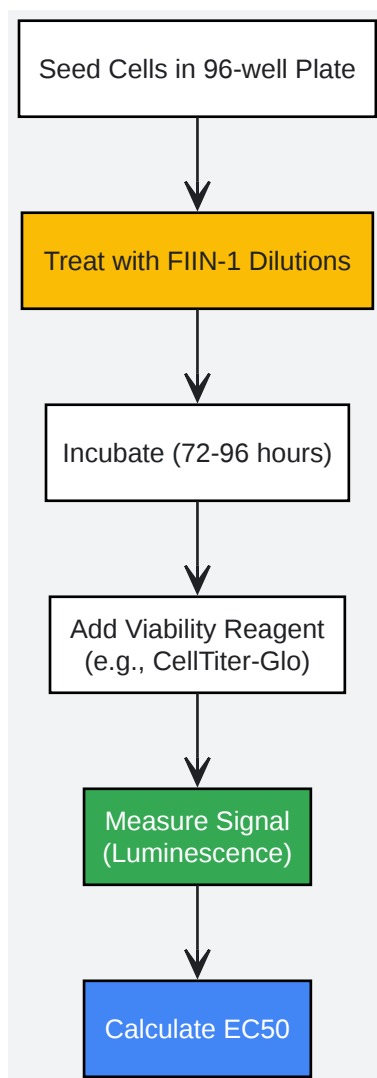 Seed Cells in 96-well Plate
Treat with FIIN-1 Dilutions
Incubate (72-96 hours)
Add Viability Reagent
(e.g., CellTiter-Glo)
Measure Signal
(Luminescence)
Calculate EC50